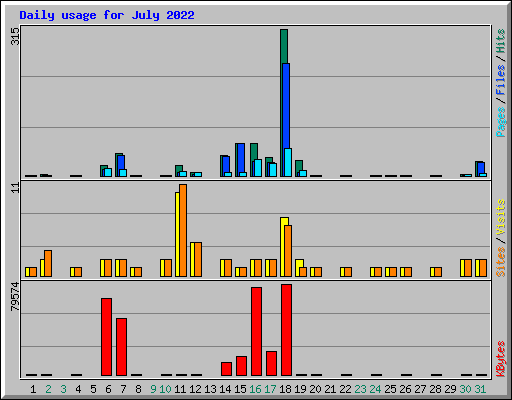 Daily usage for July 2022
315
Pages / Files / Hits
11
Sites / Visits
79574
KBytes
1 2 3 4 5 6 7 8 9 10 11 12 13 14 15 16 17 18 19 20 21 22 23 24 25 26 27 28 29 30 31